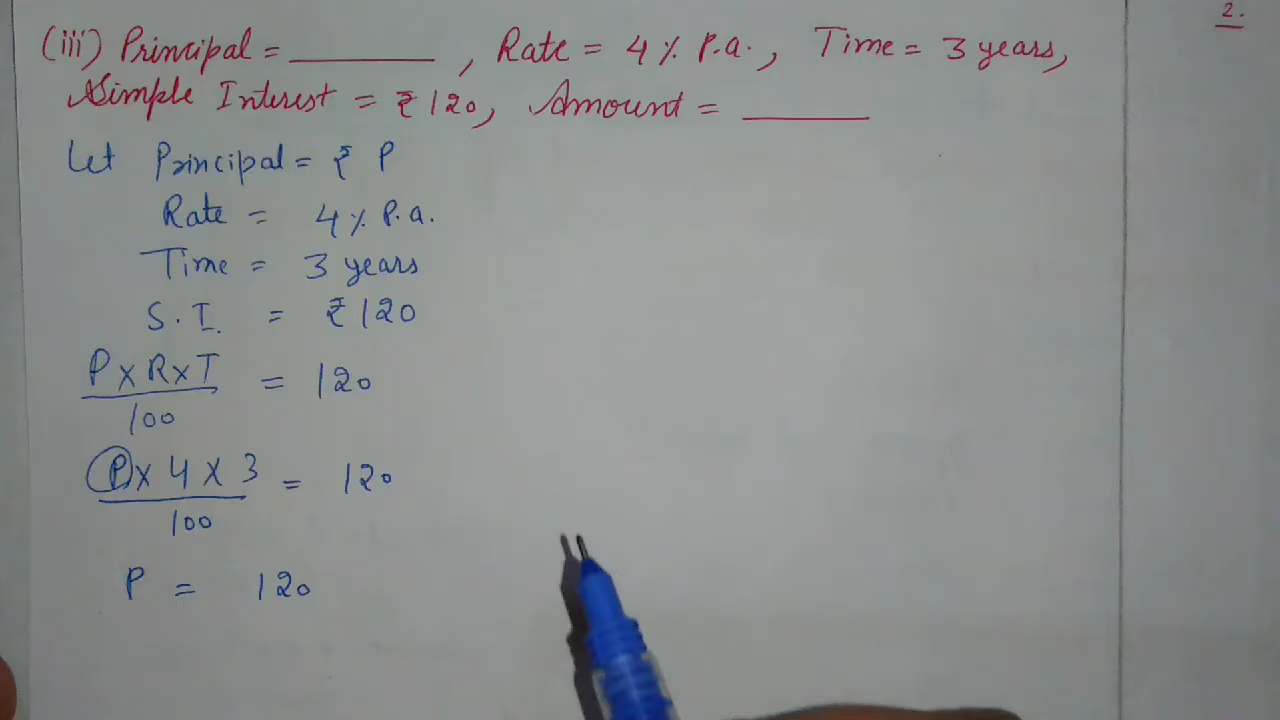 2.
(iii) Principal = ________, Rate = 4% P.a., Time = 3 years,
Simple Interest = ₹120, Amount = ________
Let Principal = ₹ P
Rate = 4% P.a.
Time = 3 years
S.I. = ₹120
P×R×T = 120
100
P× 4 × 3 = 120
100
P = 120